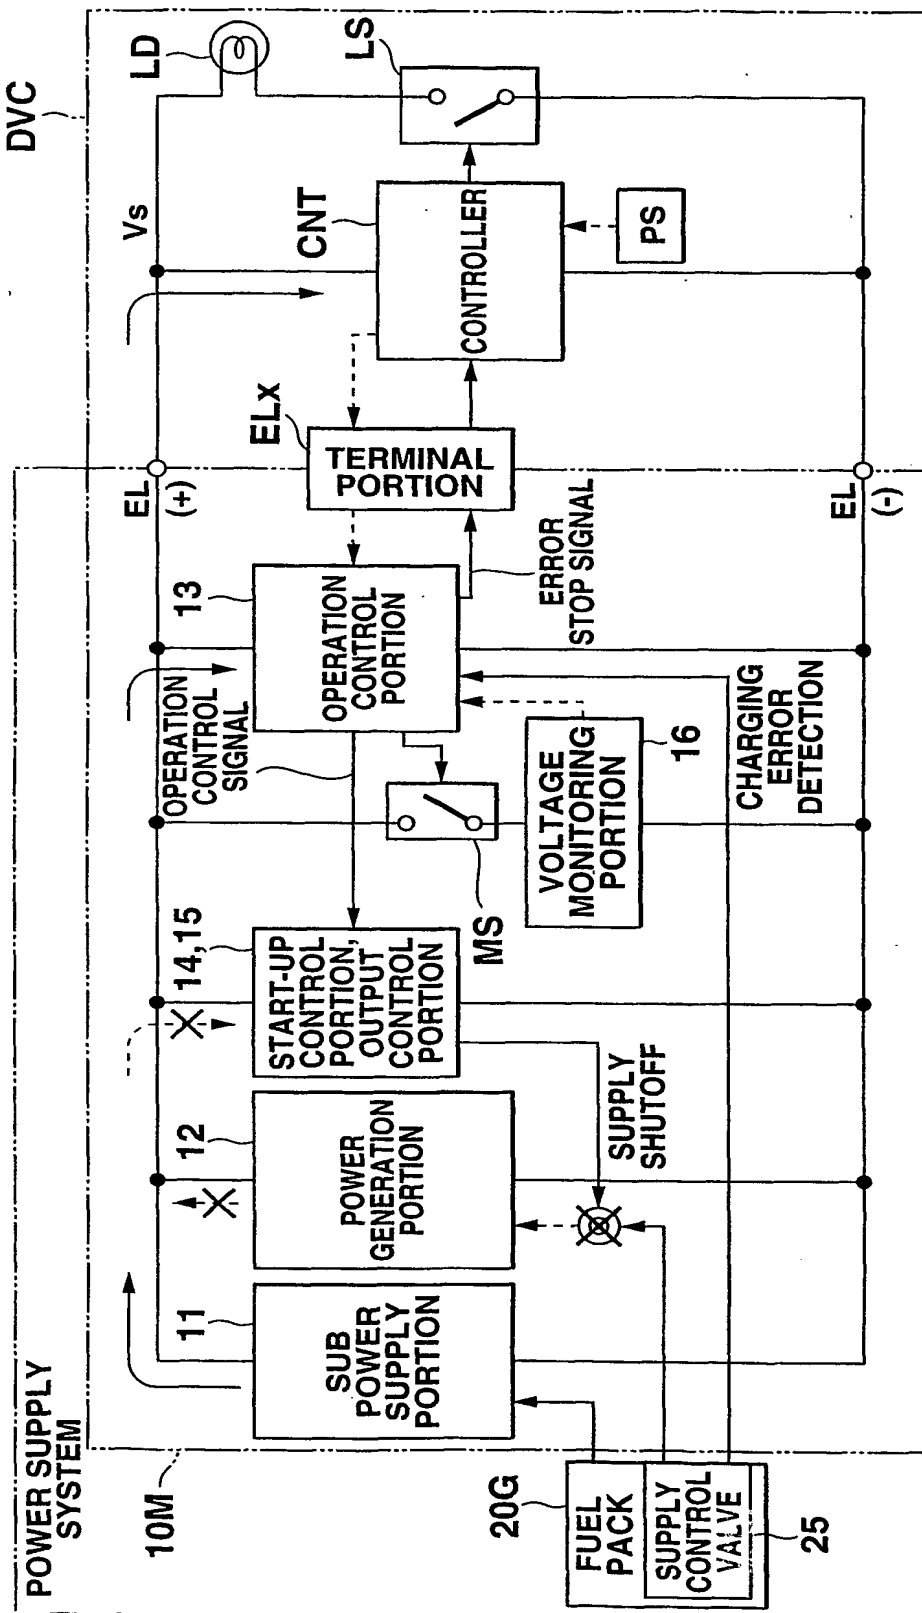 POWER SUPPLY
SYSTEM
DVC
10M
20G
FUEL
PACK
SUPPLY
CONTROL
VALVE
25
11
SUB
POWER
SUPPLY
PORTION
12
POWER
GENERATION
PORTION
SUPPLY
SHUTOFF
14,15
START-UP
CONTROL
PORTION,
OUTPUT
CONTROL
PORTION
OPERATION
CONTROL
SIGNAL
MS
VOLTAGE
MONITORING
PORTION
16
13
OPERATION
CONTROL
PORTION
CHARGING
ERROR
DETECTION
ERROR
STOP SIGNAL
EL
(+)
EL
(-)
ELx
TERMINAL
PORTION
Vs
CNT
CONTROLLER
PS
LD
LS